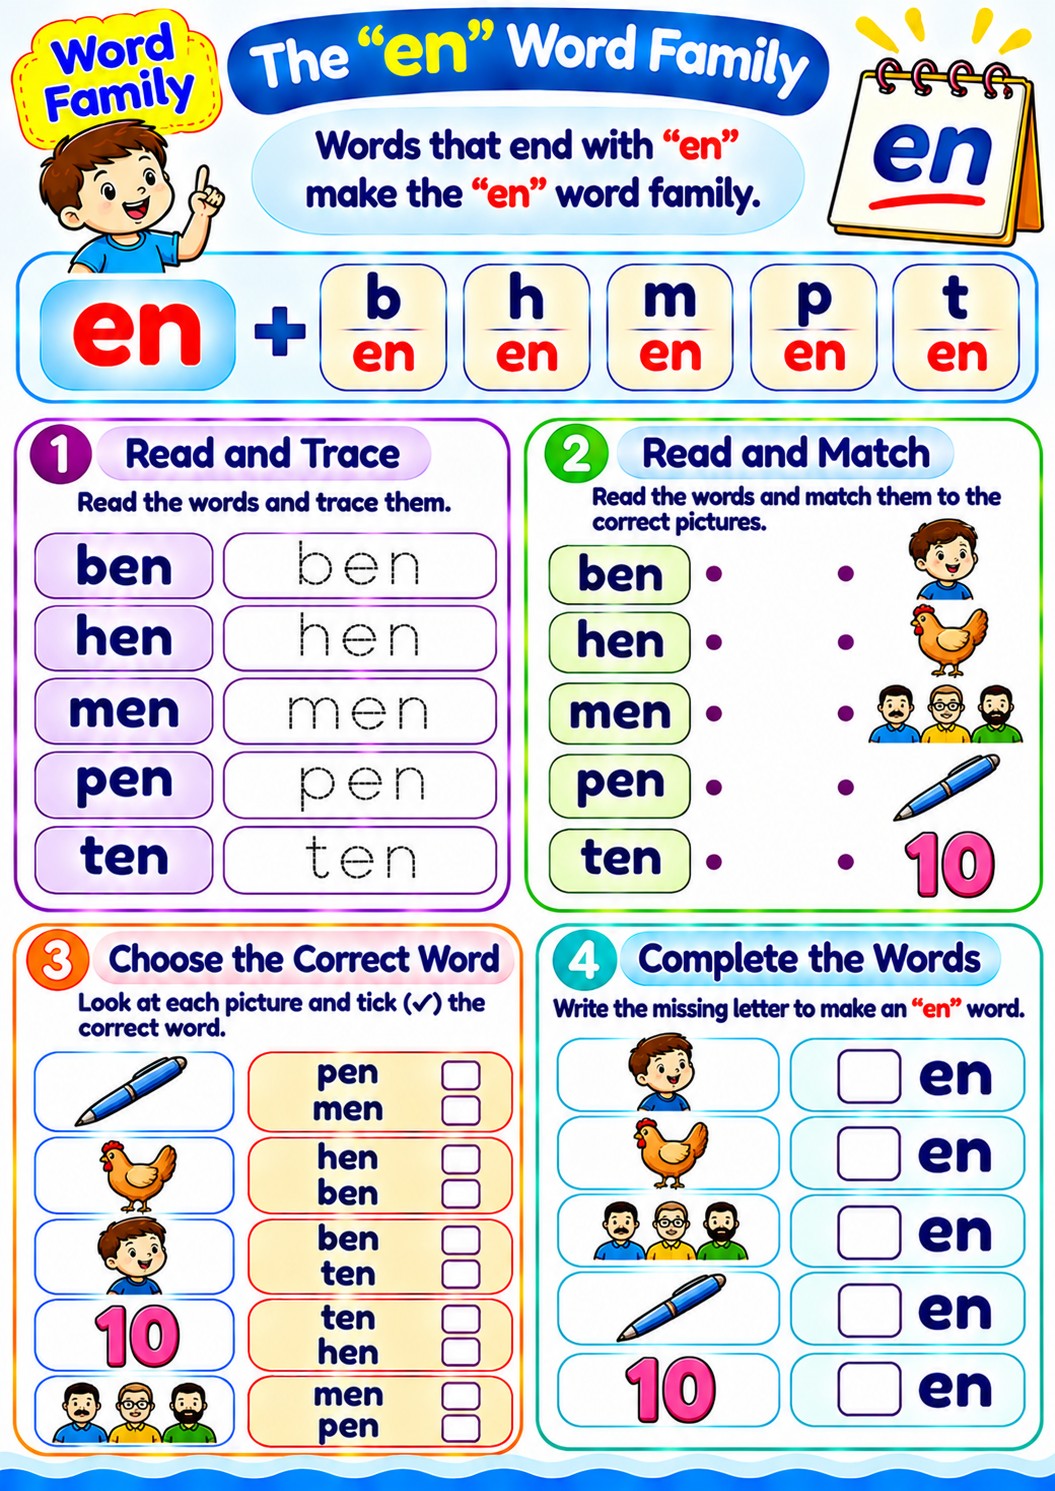 Word
Family
The “en” Word Family
Words that end with “en”
make the “en” word family.
en
en + b h m p t
en en en en en
1 Read and Trace
Read the words and trace them.
ben ben
hen hen
men men
pen pen
ten ten
2 Read and Match
Read the words and match them to the
correct pictures.
ben
hen
men
pen
ten 10
3 Choose the Correct Word
Look at each picture and tick (✓) the
correct word.
pen
men
hen
ben
ben
ten
10
ten
hen
men
pen
4 Complete the Words
Write the missing letter to make an “en” word.
en
en
en
en
10 en